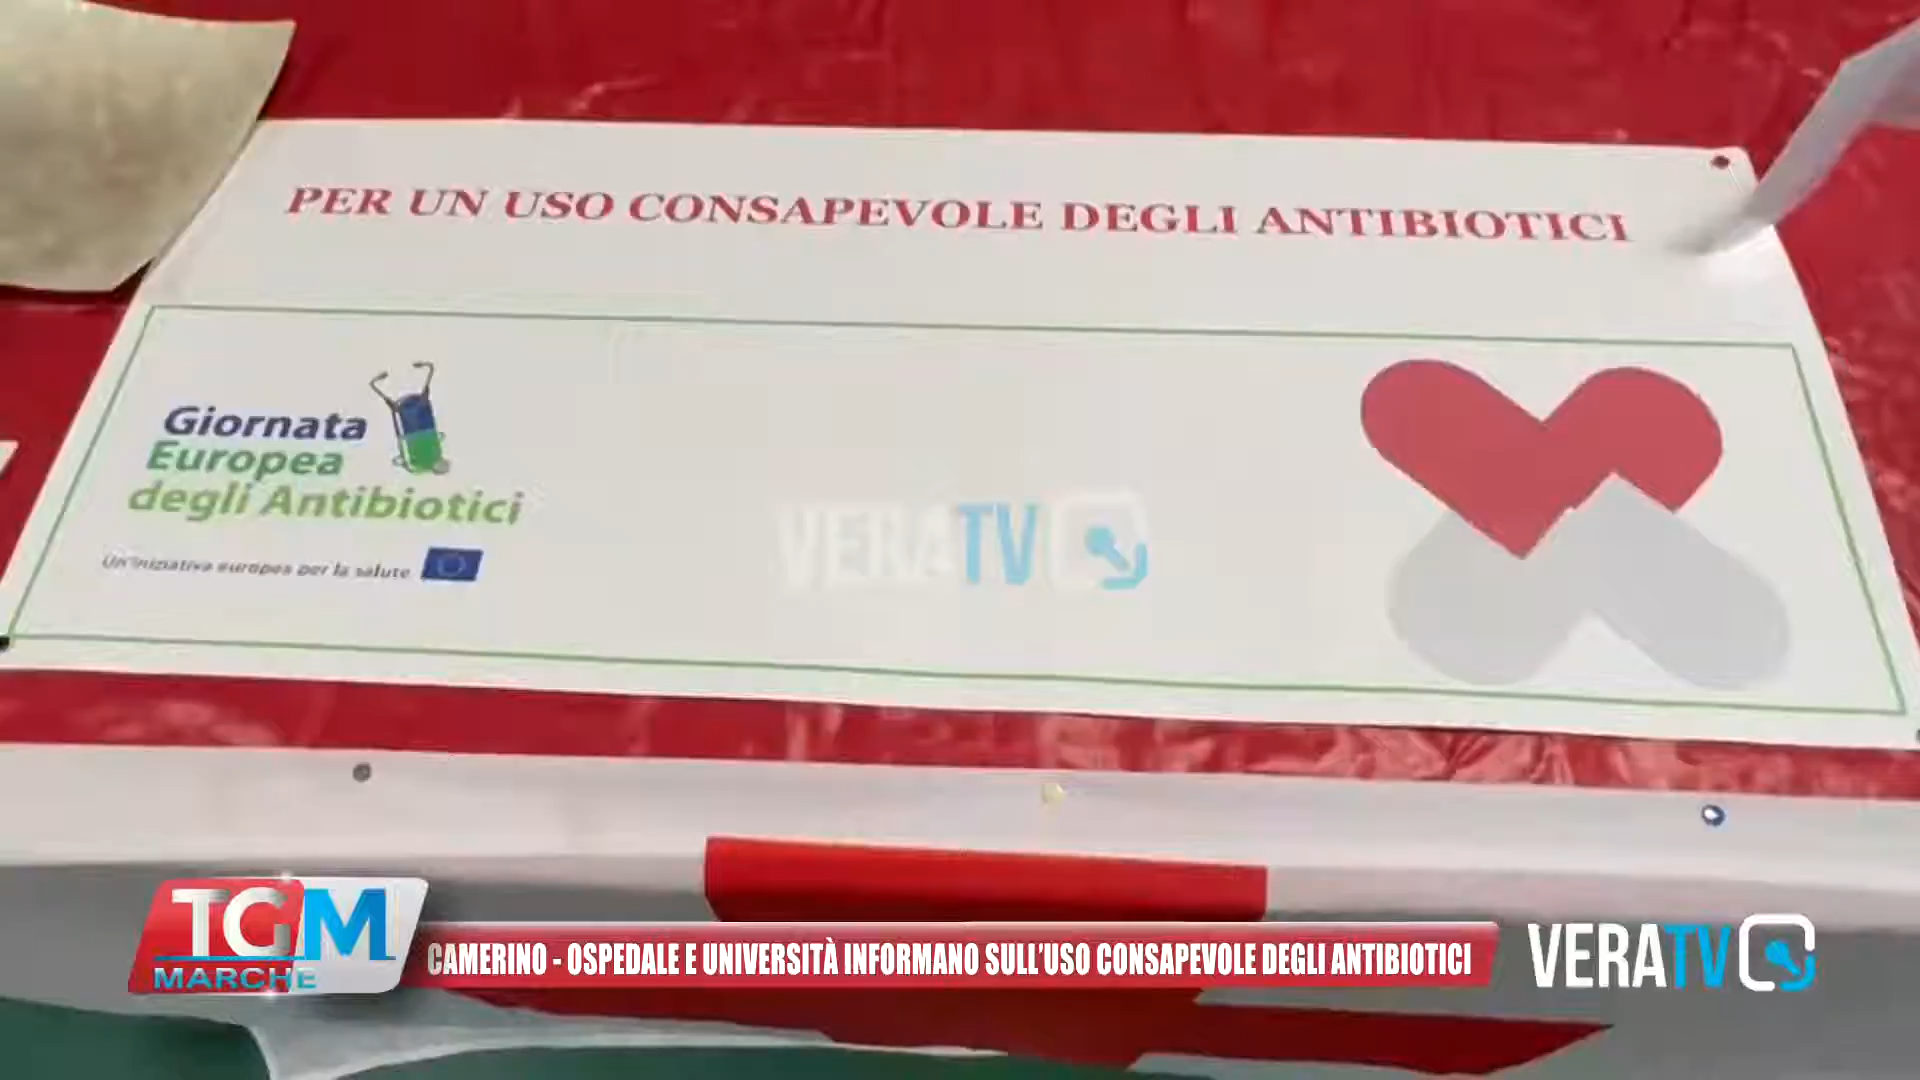 PER UN USO CONSAPEVOLE DEGLI ANTIBIOTICI
Giornata
Europea
degli Antibiotici
Un'iniziativa europea per la salute
VERATV
TGM
MARCHE
CAMERINO - OSPEDALE E UNIVERSITÀ INFORMANO SULL'USO CONSAPEVOLE DEGLI ANTIBIOTICI
VERATV